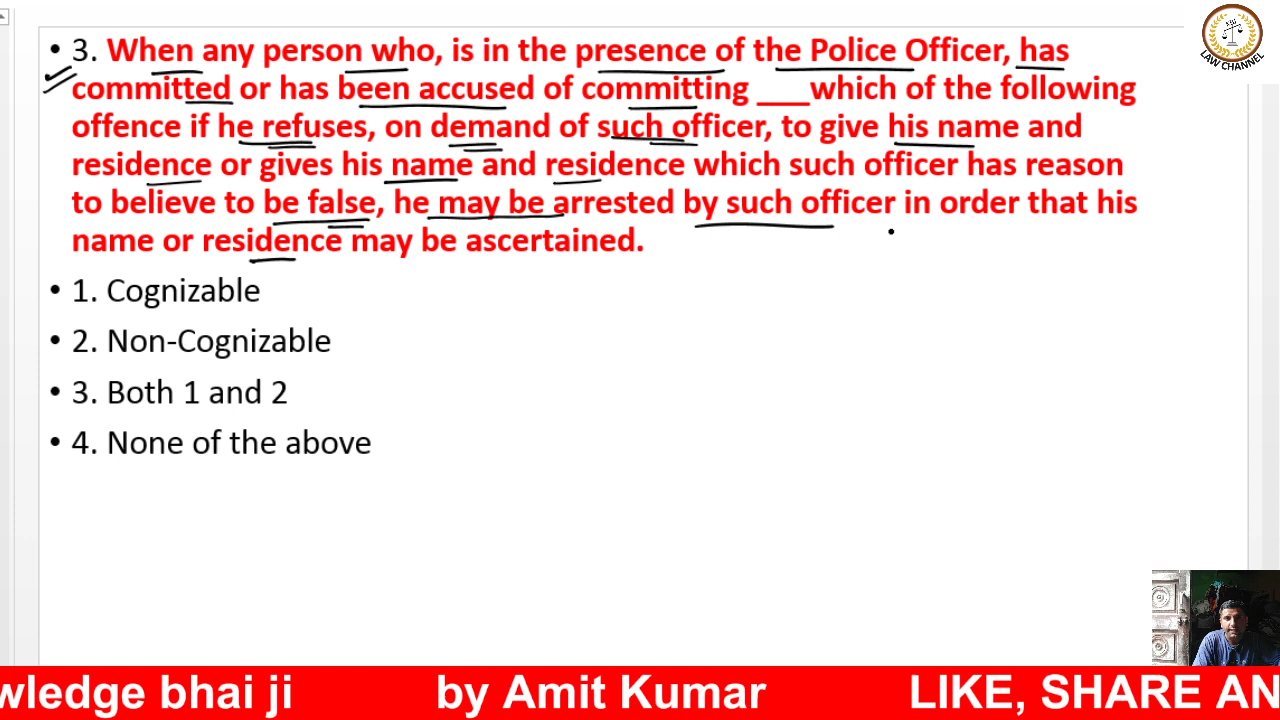 • 3. When any person who, is in the presence of the Police Officer, has
committed or has been accused of committing ___which of the following
offence if he refuses, on demand of such officer, to give his name and
residence or gives his name and residence which such officer has reason
to believe to be false, he may be arrested by such officer in order that his
name or residence may be ascertained.
• 1. Cognizable
• 2. Non-Cognizable
• 3. Both 1 and 2
• 4. None of the above
LAW CHANNEL
wledge bhai ji by Amit Kumar LIKE, SHARE AN